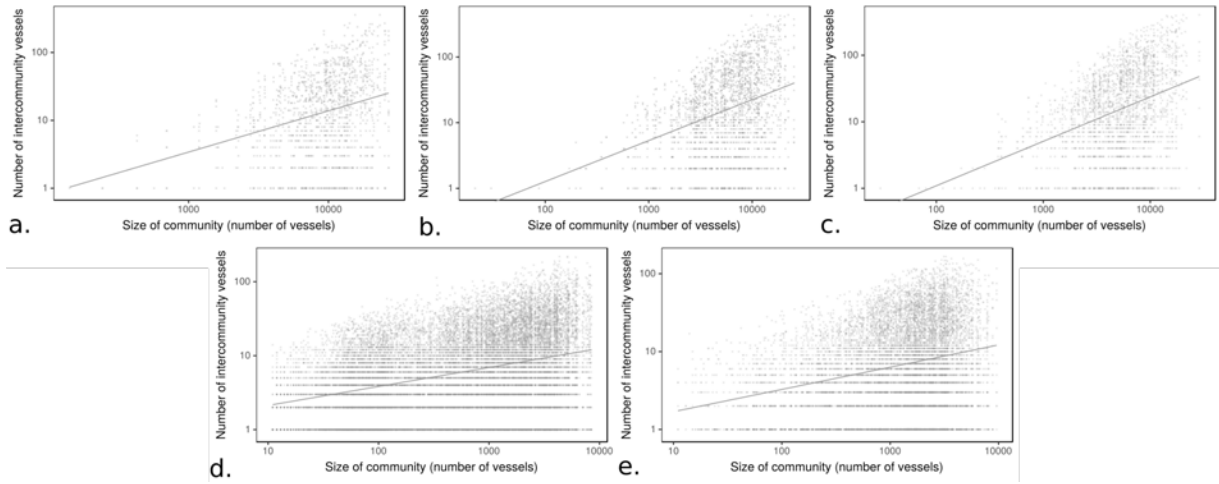 Number of intercommunity vessels
100
10
1
1000
10000
Size of community (number of vessels)
a.
Number of intercommunity vessels
100
10
1
100
1000
10000
Size of community (number of vessels)
b.
Number of intercommunity vessels
100
10
1
100
1000
10000
Size of community (number of vessels)
c.
Number of intercommunity vessels
100
10
1
10
100
1000
10000
Size of community (number of vessels)
d.
Number of intercommunity vessels
100
10
1
10
100
1000
10000
Size of community (number of vessels)
e.